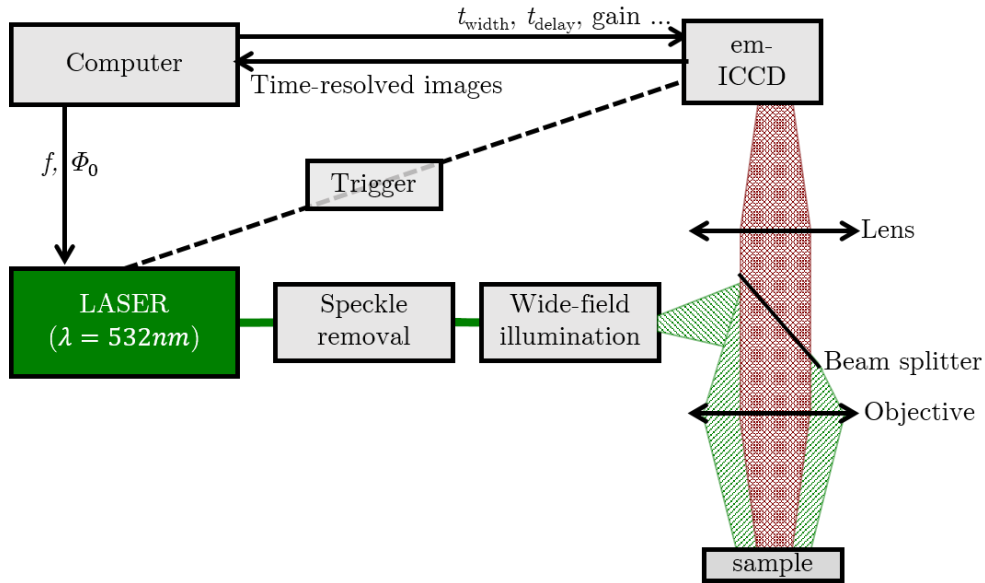 t_width, t_delay, gain ...
Computer
em-
ICCD
Time-resolved images
f, Φ₀
Trigger
Lens
LASER
(λ = 532nm)
Speckle
removal
Wide-field
illumination
Beam splitter
Objective
sample